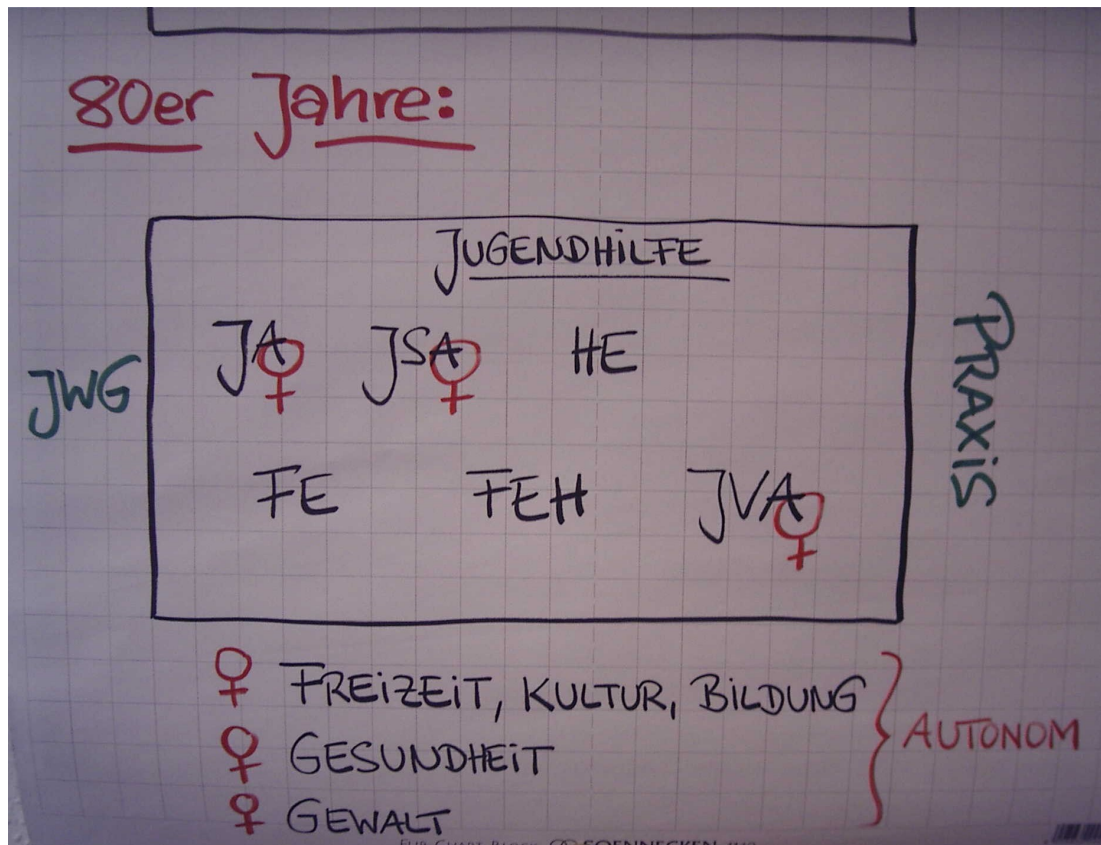 80er Jahre:
JUGENDHiLFE
JA♀ JSA♀ HE
JWG
PRAXiS
FE FEH JVA♀
♀ FREiZEiT, KULTUR, BiLDUNG
AUTONOM
♀ GESUNDHEiT
♀ GEWALT